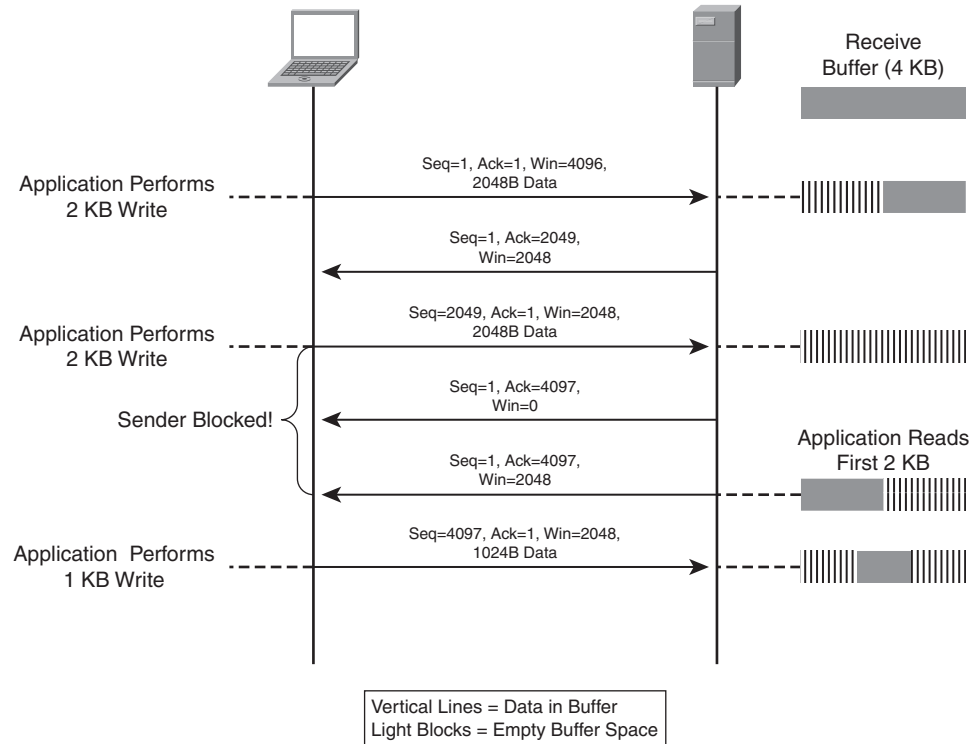 Receive
Buffer (4 KB)
Application Performs
2 KB Write
Seq=1, Ack=1, Win=4096,
2048B Data
Seq=1, Ack=2049,
Win=2048
Application Performs
2 KB Write
Seq=2049, Ack=1, Win=2048,
2048B Data
Sender Blocked!
Seq=1, Ack=4097,
Win=0
Application Reads
First 2 KB
Seq=1, Ack=4097,
Win=2048
Application Performs
1 KB Write
Seq=4097, Ack=1, Win=2048,
1024B Data
Vertical Lines = Data in Buffer
Light Blocks = Empty Buffer Space